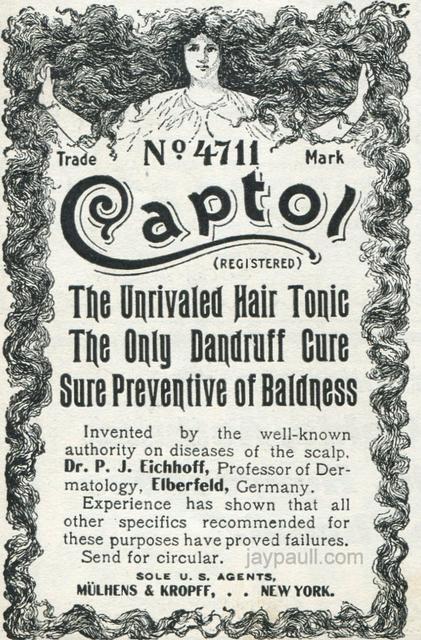 Trade No 4711 Mark
Captol
(REGISTERED)
The Unrivaled Hair Tonic
The Only Dandruff Cure
Sure Preventive of Baldness
Invented by the well-known
authority on diseases of the scalp,
Dr. P. J. Eichhoff, Professor of Der-
matology, Elberfeld, Germany.
Experience has shown that all
other specifics recommended for
these purposes have proved failures.
Send for circular.
jaypaull.com
SOLE U. S. AGENTS,
MÜLHENS & KROPFF, . . NEW YORK.